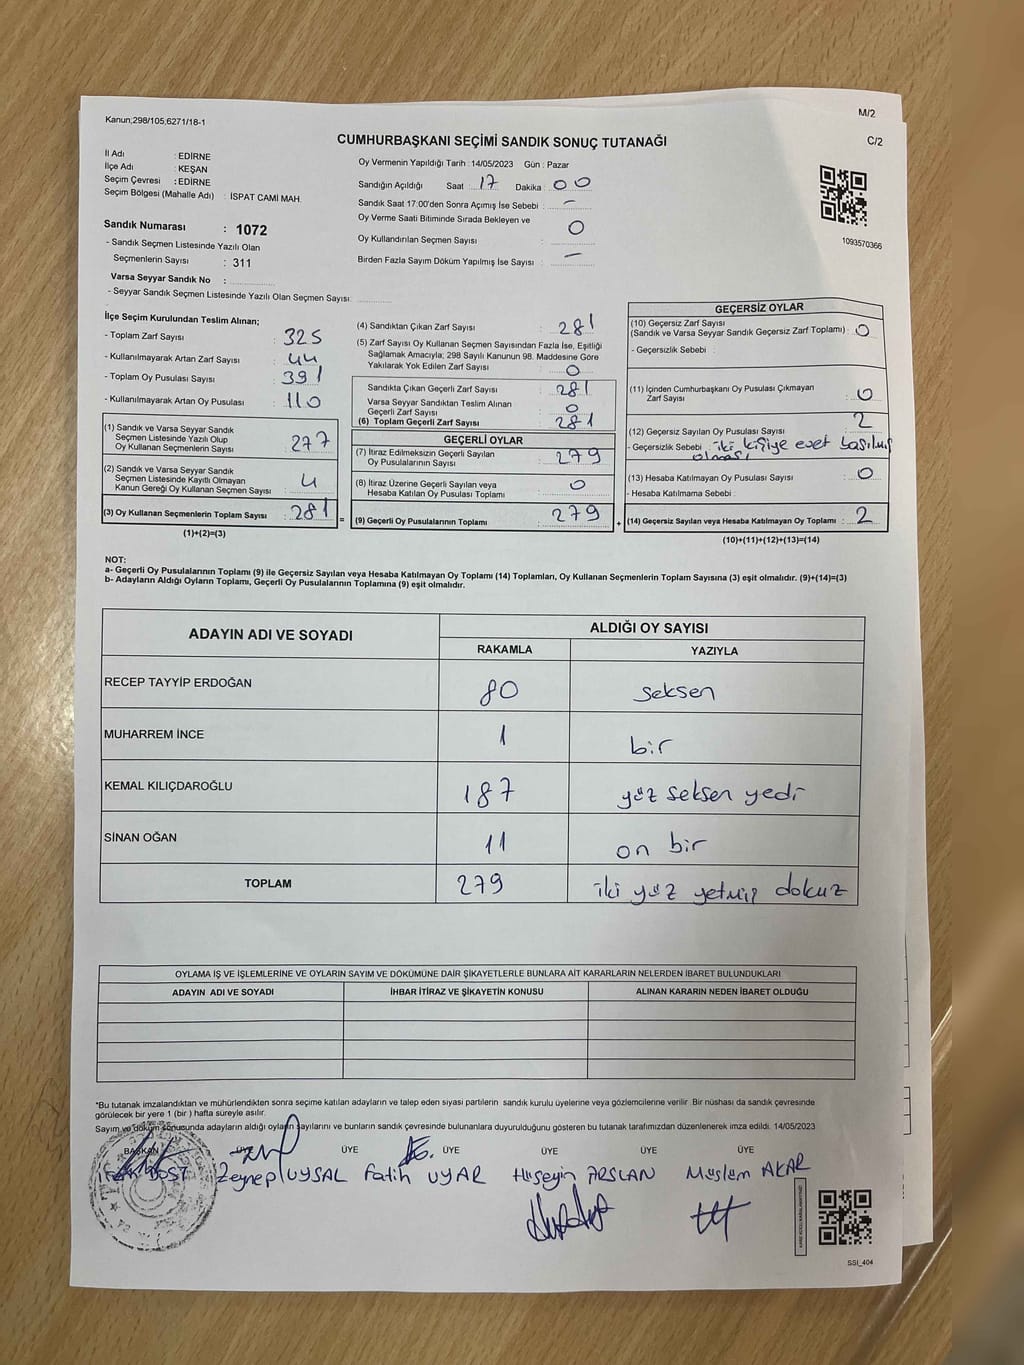 Kanun;298/105,6271/18-1
M/2
CUMHURBAŞKANI SEÇİMİ SANDIK SONUÇ TUTANAĞI
C/2
İl Adı : EDİRNE
İlçe Adı : KEŞAN
Seçim Çevresi : EDİRNE
Seçim Bölgesi (Mahalle Adı) : İSPAT CAMİ MAH.
Sandık Numarası : 1072
- Sandık Seçmen Listesinde Yazılı Olan
Seçmenlerin Sayısı : 311
Varsa Seyyar Sandık No :
- Seyyar Sandık Seçmen Listesinde Yazılı Olan Seçmen Sayısı:
Oy Vermenin Yapıldığı Tarih : 14/05/2023 Gün : Pazar
Sandığın Açıldığı Saat : 17 Dakika : 00
Sandık Saat 17:00'den Sonra Açımış İse Sebebi : –
Oy Verme Saati Bitiminde Sırada Bekleyen ve
Oy Kullandırılan Seçmen Sayısı : 0
Birden Fazla Sayım Döküm Yapılmış İse Sayısı : –
1093570366
İlçe Seçim Kurulundan Teslim Alınan;
- Toplam Zarf Sayısı : 325
- Kullanılmayarak Artan Zarf Sayısı : 44
- Toplam Oy Pusulası Sayısı : 391
- Kullanılmayarak Artan Oy Pusulası : 110
(1) Sandık ve Varsa Seyyar Sandık
Seçmen Listesinde Yazılı Olup
Oy Kullanan Seçmenlerin Sayısı : 277
(2) Sandık ve Varsa Seyyar Sandık
Seçmen Listesinde Kayıtlı Olmayan
Kanun Gereği Oy Kullanan Seçmen Sayısı : 4
(3) Oy Kullanan Seçmenlerin Toplam Sayısı : 281
(1)+(2)=(3)
(4) Sandıktan Çıkan Zarf Sayısı : 281
(5) Zarf Sayısı Oy Kullanan Seçmen Sayısından Fazla İse, Eşitliği
Sağlamak Amacıyla; 298 Sayılı Kanunun 98. Maddesine Göre
Yakılarak Yok Edilen Zarf Sayısı : 0
Sandıkta Çıkan Geçerli Zarf Sayısı : 281
Varsa Seyyar Sandıktan Teslim Alınan
Geçerli Zarf Sayısı : 0
(6) Toplam Geçerli Zarf Sayısı : 281
GEÇERLİ OYLAR
(7) İtiraz Edilmeksizin Geçerli Sayılan
Oy Pusulalarının Sayısı : 279
(8) İtiraz Üzerine Geçerli Sayılan veya
Hesaba Katılan Oy Pusulası Toplamı : 0
= (9) Geçerli Oy Pusulalarının Toplamı : 279
GEÇERSİZ OYLAR
(10) Geçersiz Zarf Sayısı
(Sandık ve Varsa Seyyar Sandık Geçersiz Zarf Toplamı) : 0
- Geçersizlik Sebebi :
(11) İçinden Cumhurbaşkanı Oy Pusulası Çıkmayan
Zarf Sayısı : 0
(12) Geçersiz Sayılan Oy Pusulası Sayısı : 2
- Geçersizlik Sebebi : iki kişiye evet basılmış
olması
(13) Hesaba Katılmayan Oy Pusulası Sayısı : 0
- Hesaba Katılmama Sebebi :
+ (14) Geçersiz Sayılan veya Hesaba Katılmayan Oy Toplamı : 2
(10)+(11)+(12)+(13)=(14)
NOT:
a- Geçerli Oy Pusulalarının Toplamı (9) ile Geçersiz Sayılan veya Hesaba Katılmayan Oy Toplamı (14) Toplamları, Oy Kullanan Seçmenlerin Toplam Sayısına (3) eşit olmalıdır. (9)+(14)=(3)
b- Adayların Aldığı Oyların Toplamı, Geçerli Oy Pusulalarının Toplamına (9) eşit olmalıdır.
ADAYIN ADI VE SOYADI
ALDIĞI OY SAYISI
RAKAMLA YAZIYLA
RECEP TAYYİP ERDOĞAN 80 seksen
MUHARREM İNCE 1 bir
KEMAL KILIÇDAROĞLU 187 yüz seksen yedi
SİNAN OĞAN 11 on bir
TOPLAM 279 iki yüz yetmiş dokuz
OYLAMA İŞ VE İŞLEMLERİNE VE OYLARIN SAYIM VE DÖKÜMÜNE DAİR ŞİKAYETLERLE BUNLARA AİT KARARLARIN NELERDEN İBARET BULUNDUKLARI
ADAYIN ADI VE SOYADI İHBAR İTİRAZ VE ŞİKAYETİN KONUSU ALINAN KARARIN NEDEN İBARET OLDUĞU
*Bu tutanak imzalandıktan ve mühürlendikten sonra seçime katılan adayların ve talep eden siyasi partilerin sandık kurulu üyelerine veya gözlemcilerine verilir. Bir nüshası da sandık çevresinde
görülecek bir yere 1 (bir ) hafta süreyle asılır.
Sayım ve döküm sonusunda adayların aldığı oyların sayılarını ve bunların sandık çevresinde bulunanlara duyurulduğunu gösteren bu tutanak tarafımızdan düzenlenerek imza edildi. 14/05/2023
BAŞKAN ÜYE ÜYE ÜYE ÜYE ÜYE ÜYE
DOST Zeynep UYSAL Fatih UYAR Hüseyin ARSLAN Müslüm AKAR
SSI_404